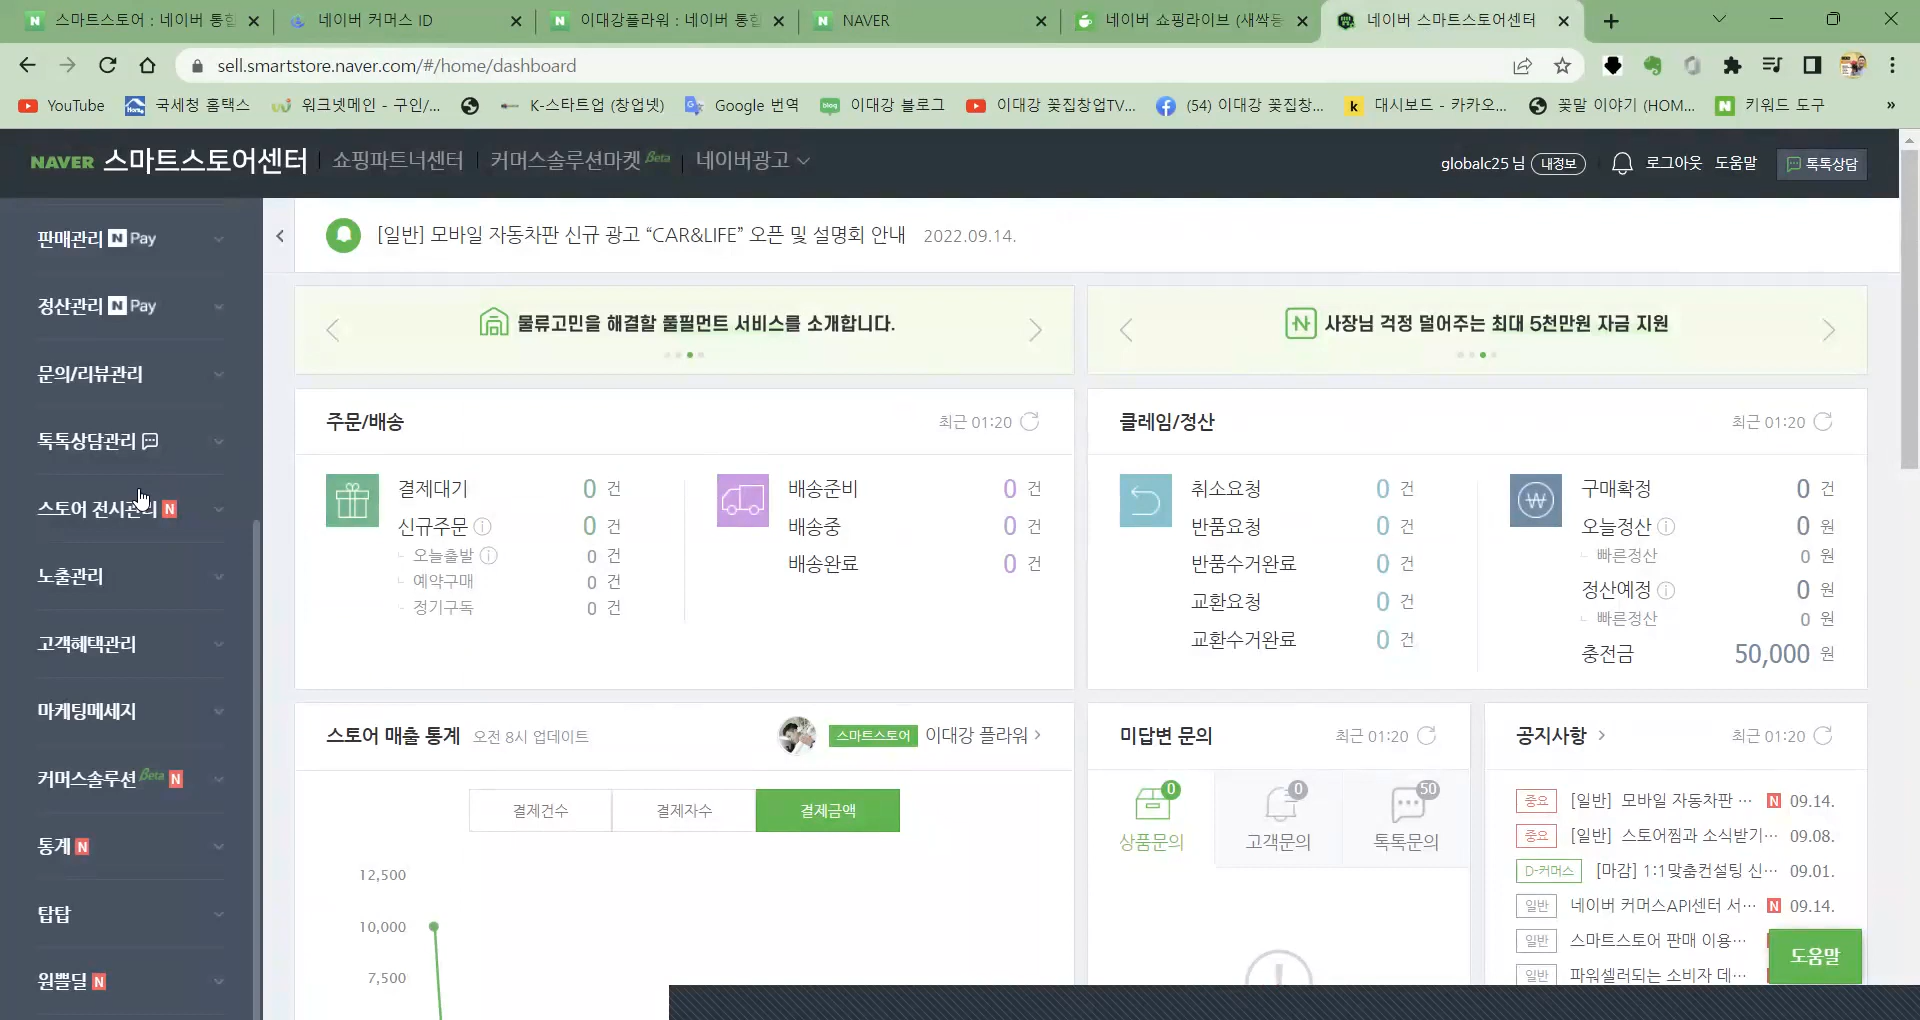 스마트스토어 : 네이버 통합
네이버 커머스 ID
이대강플라워 : 네이버 통합
NAVER
네이버 쇼핑라이브 (새싹등
네이버 스마트스토어센터
sell.smartstore.naver.com/#/home/dashboard
YouTube
국세청 홈택스
워크넷메인 - 구인/...
K-스타트업 (창업넷)
Google 번역
이대강 블로그
이대강 꽃집창업TV...
(54) 이대강 꽃집창...
대시보드 - 카카오...
꽃말 이야기 (HOM...
키워드 도구
»
NAVER 스마트스토어센터
쇼핑파트너센터
커머스솔루션마켓 Beta
네이버광고
globalc25 님
내정보
로그아웃
도움말
톡톡상담
판매관리 N Pay
정산관리 N Pay
문의/리뷰관리
톡톡상담관리
스토어 전시관리 N
노출관리
고객혜택관리
마케팅메세지
커머스솔루션 Beta N
통계 N
탑탑
원쁠딜 N
[일반] 모바일 자동차판 신규 광고 “CAR&LIFE” 오픈 및 설명회 안내 2022.09.14.
물류고민을 해결할 풀필먼트 서비스를 소개합니다.
사장님 걱정 덜어주는 최대 5천만원 자금 지원
주문/배송
최근 01:20
결제대기 0 건
신규주문 0 건
오늘출발 0 건
예약구매 0 건
정기구독 0 건
배송준비 0 건
배송중 0 건
배송완료 0 건
클레임/정산
최근 01:20
취소요청 0 건
반품요청 0 건
반품수거완료 0 건
교환요청 0 건
교환수거완료 0 건
구매확정 0 건
오늘정산 0 원
빠른정산 0 원
정산예정 0 원
빠른정산 0 원
충전금 50,000 원
스토어 매출 통계 오전 8시 업데이트
스마트스토어 이대강 플라워
결제건수
결제자수
결제금액
12,500
10,000
7,500
미답변 문의
최근 01:20
0
상품문의
0
고객문의
50
톡톡문의
공지사항
최근 01:20
중요 [일반] 모바일 자동차판 ··· N 09.14.
중요 [일반] 스토어찜과 소식받기··· 09.08.
D-커머스 [마감] 1:1맞춤컨설팅 신··· 09.01.
일반 네이버 커머스API센터 서··· N 09.14.
일반 스마트스토어 판매 이용···
일반 파워셀러되는 소비자 데···
도움말